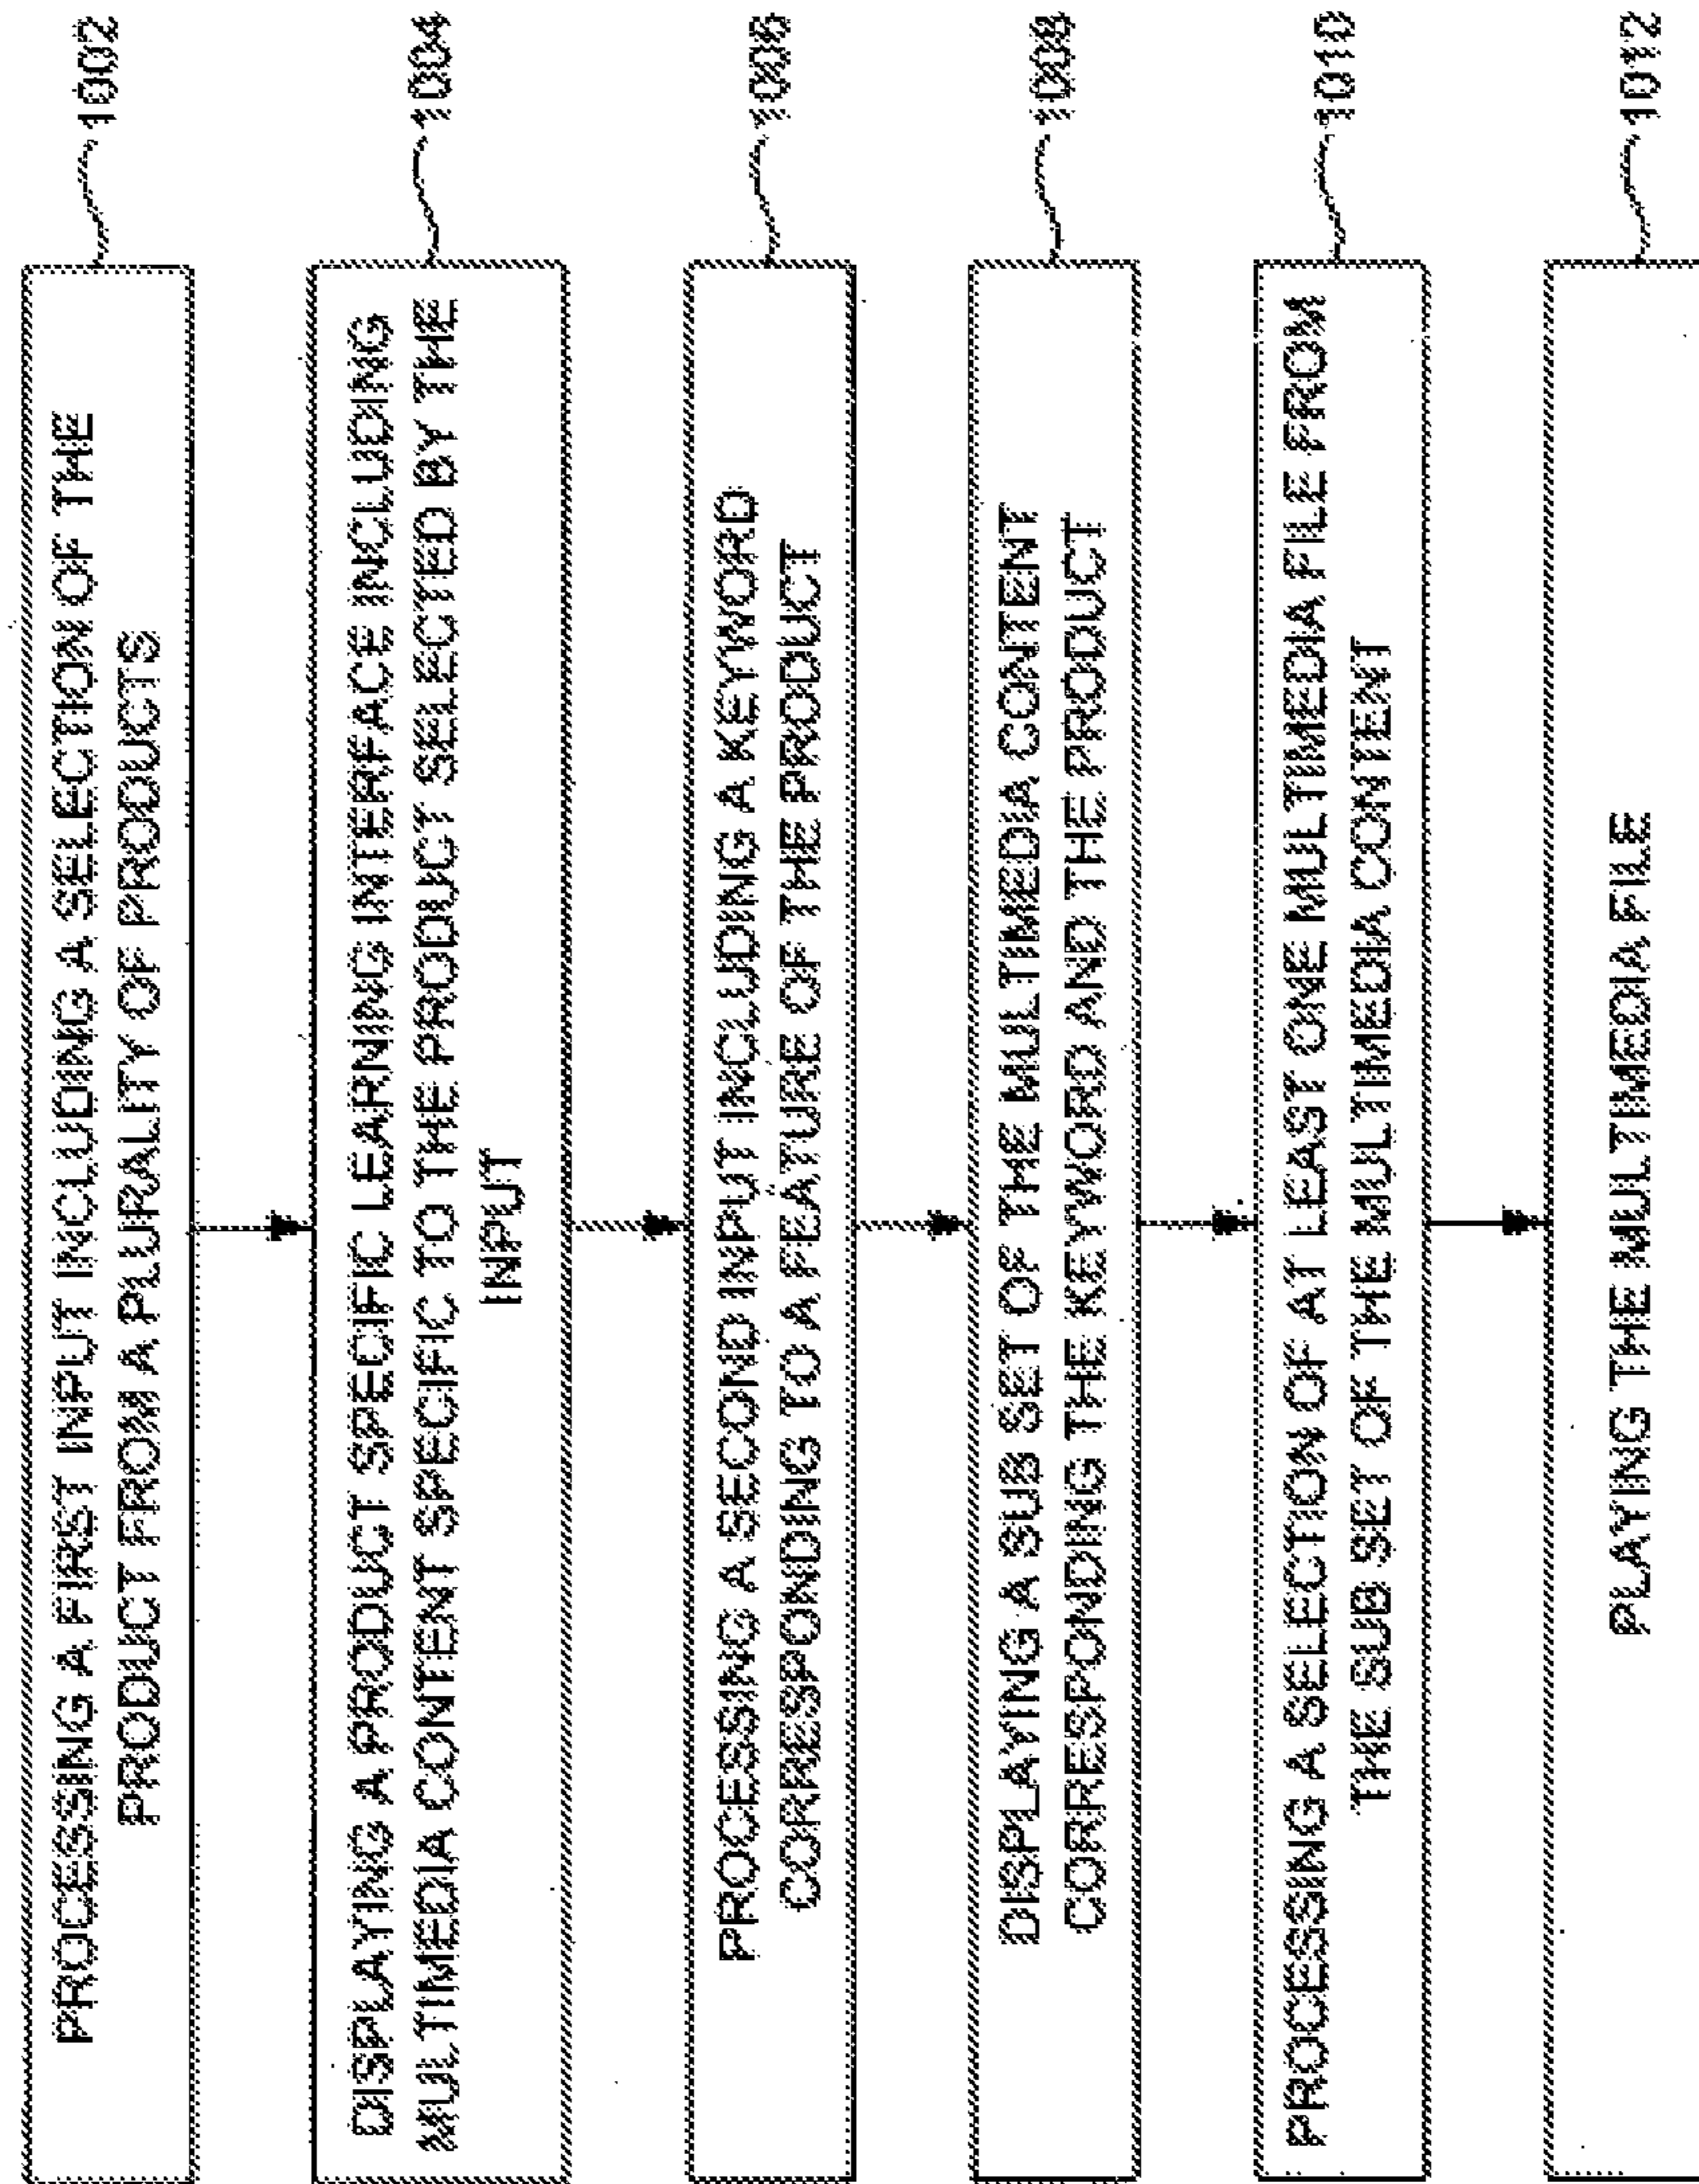 PROCESSING A FIRST INPUT INCLUDING A SELECTION OF THE
PRODUCT FROM A PLURALITY OF PRODUCTS
1002
DISPLAYING A PRODUCT SPECIFIC LEARNING INTERFACE INCLUDING
MULTIMEDIA CONTENT SPECIFIC TO THE PRODUCT SELECTED BY THE
INPUT
1004
PROCESSING A SECOND INPUT INCLUDING A KEYWORD
CORRESPONDING TO A FEATURE OF THE PRODUCT
1006
DISPLAYING A SUB SET OF THE MULTIMEDIA CONTENT
CORRESPONDING THE KEYWORD AND THE PRODUCT
1008
PROCESSING A SELECTION OF AT LEAST ONE MULTIMEDIA FILE FROM
THE SUB SET OF THE MULTIMEDIA CONTENT
1010
PLAYING THE MULTIMEDIA FILE
1012